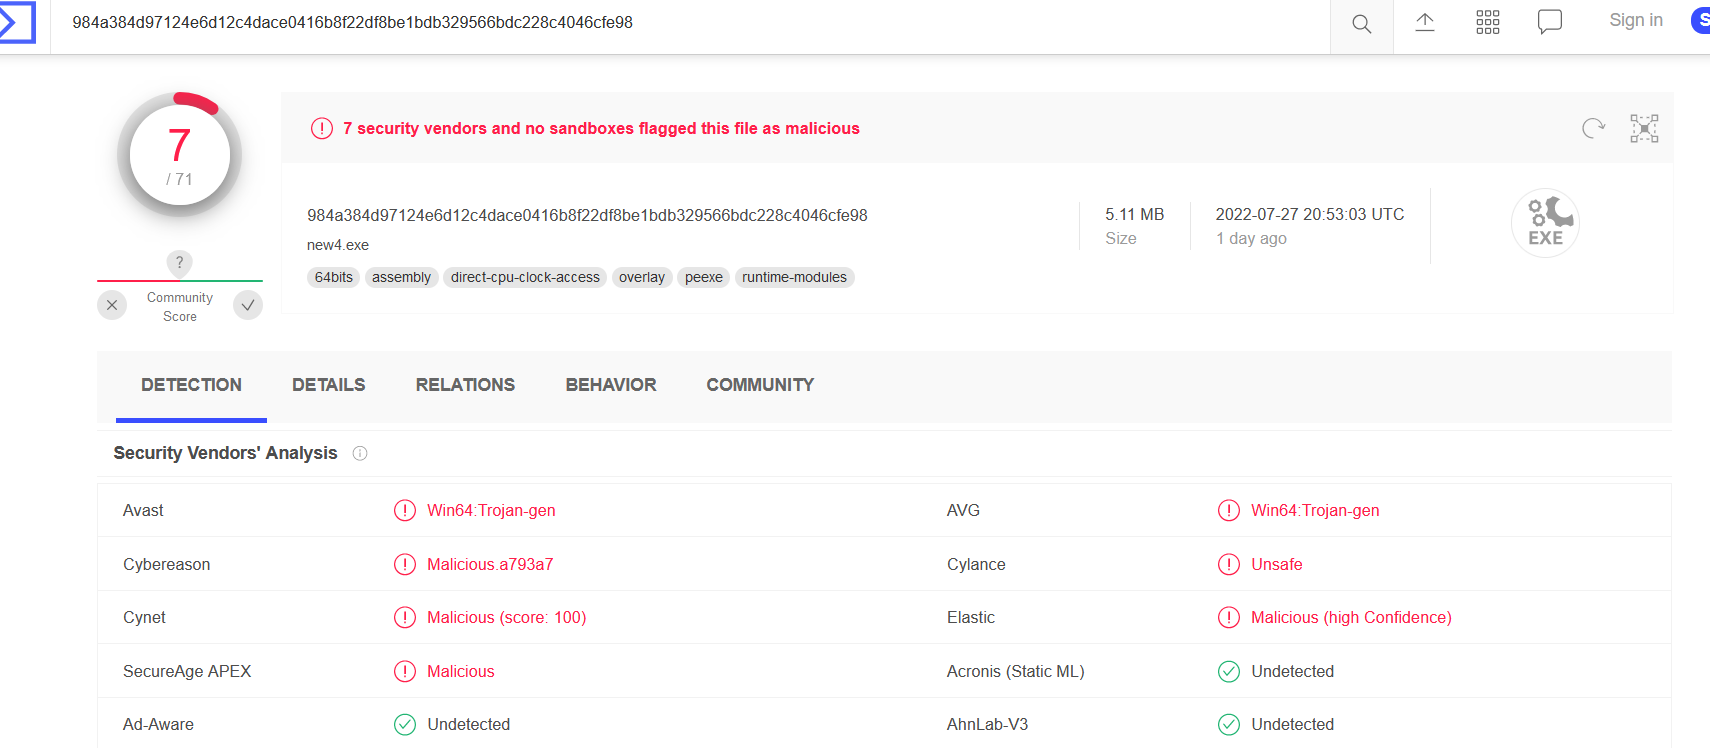 984a384d97124e6d12c4dace0416b8f22df8be1bdb329566bdc228c4046cfe98
Sign in
S
7
/ 71
7 security vendors and no sandboxes flagged this file as malicious
984a384d97124e6d12c4dace0416b8f22df8be1bdb329566bdc228c4046cfe98
new4.exe
64bits assembly direct-cpu-clock-access overlay peexe runtime-modules
5.11 MB
Size
2022-07-27 20:53:03 UTC
1 day ago
EXE
?
Community
Score
DETECTION DETAILS RELATIONS BEHAVIOR COMMUNITY
Security Vendors' Analysis
Avast Win64:Trojan-gen AVG Win64:Trojan-gen
Cybereason Malicious.a793a7 Cylance Unsafe
Cynet Malicious (score: 100) Elastic Malicious (high Confidence)
SecureAge APEX Malicious Acronis (Static ML) Undetected
Ad-Aware Undetected AhnLab-V3 Undetected